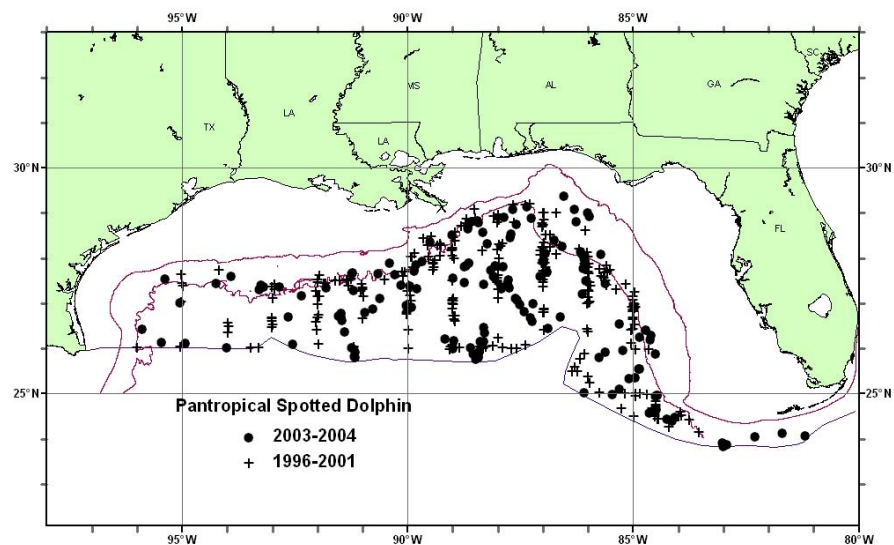 95°W 90°W 85°W 80°W
SC
MS AL GA
TX LA
LA
30°N 30°N
FL
25°N 25°N
Pantropical Spotted Dolphin
2003-2004
1996-2001
95°W 90°W 85°W 80°W